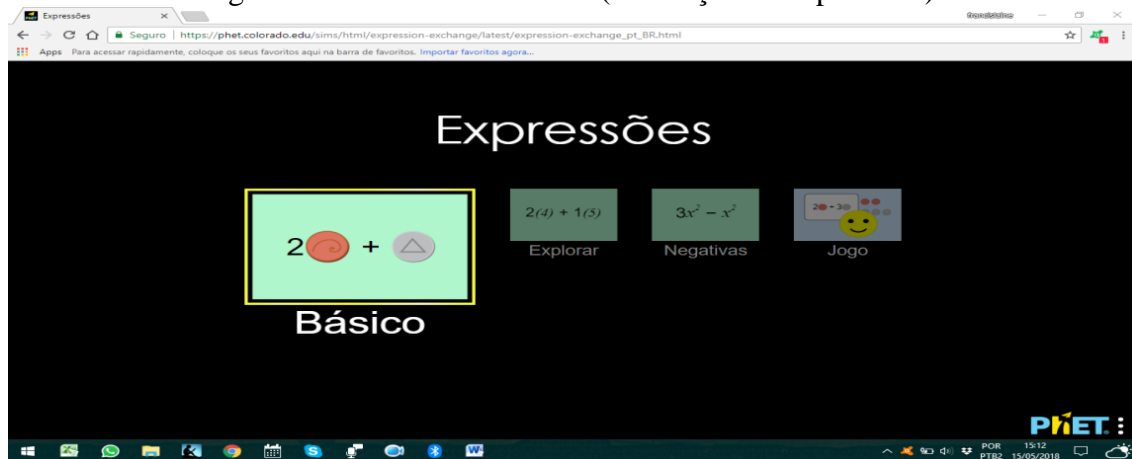 Expressões
Seguro | https://phet.colorado.edu/sims/html/expression-exchange/latest/expression-exchange_pt_BR.html
Apps Para acessar rapidamente, coloque os seus favoritos aqui na barra de favoritos. Importar favoritos agora...
Expressões
2 +
Básico
2(4) + 1(5)
Explorar
3x² − x²
Negativas
2 + 3
Jogo
PhET
POR 15:12
PTB2 15/05/2018